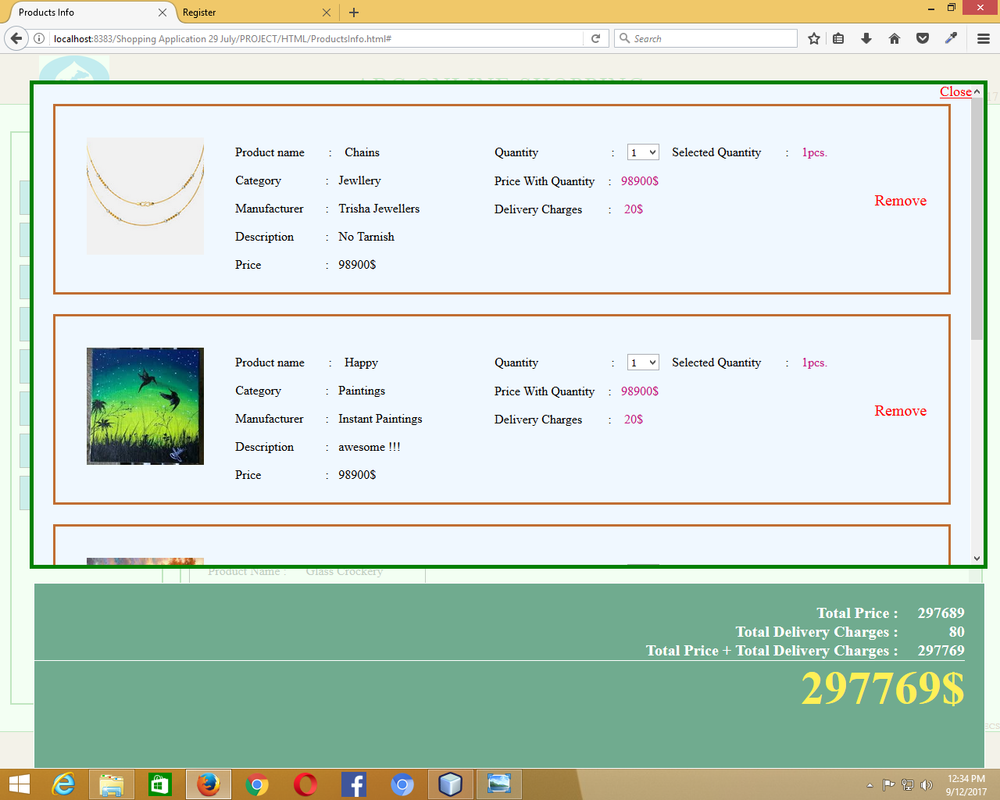 Products Info
Register
localhost:8383/Shopping Application 29 July/PROJECT/HTML/ProductsInfo.html#
Search
ABC ONLINE SHOPPING
Close
17
Product name : Chains Quantity : 1 Selected Quantity : 1pcs.
Category : Jewllery Price With Quantity : 98900$
Manufacturer : Trisha Jewellers Delivery Charges : 20$
Remove
Description : No Tarnish
Price : 98900$
Product name : Happy Quantity : 1 Selected Quantity : 1pcs.
Category : Paintings Price With Quantity : 98900$
Manufacturer : Instant Paintings Delivery Charges : 20$
Remove
Description : awesome !!!
Price : 98900$
Product Name : Glass Crockery
Total Price : 297689
Total Delivery Charges : 80
Total Price + Total Delivery Charges : 297769
297769$
12:34 PM
9/12/2017